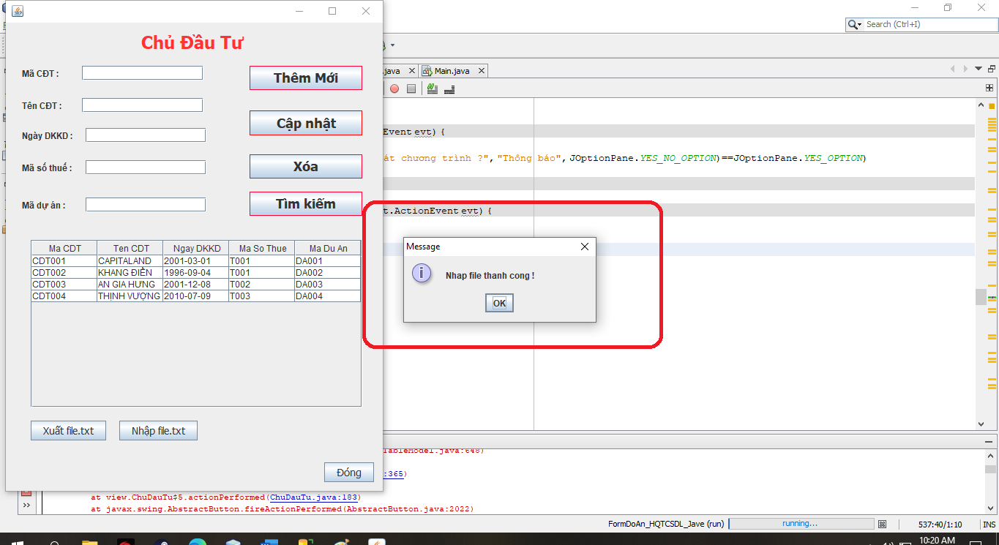 Search (Ctrl+I)
Chủ Đầu Tư
Mã CĐT :
Thêm Mới
Tên CĐT :
Cập nhật
Ngày DKKD :
Mã số thuế :
Xóa
Mã dự án :
Tìm kiếm
Ma CDT Ten CDT Ngay DKKD Ma So Thue Ma Du An
CDT001 CAPITALAND 2001-03-01 T001 DA001
CDT002 KHANG ĐIỀN 1996-09-04 T001 DA002
CDT003 AN GIA HƯNG 2001-12-08 T002 DA003
CDT004 THỊNH VƯỢNG 2010-07-09 T003 DA004
Xuất file.txt Nhập file.txt
Đóng
.java Main.java
Event evt) {
át chương trình ?","Thông báo",JOptionPane.YES_NO_OPTION)==JOptionPane.YES_OPTION)
t.ActionEvent evt) {
Message
Nhap file thanh cong !
OK
TableModel.java:648)
:365)
at view.ChuDauTu$5.actionPerformed(ChuDauTu.java:183)
at javax.swing.AbstractButton.fireActionPerformed(AbstractButton.java:2022)
FormDoAn_HQTCSDL_Jave (run) running... 537:40/1:10 INS
10:20 AM